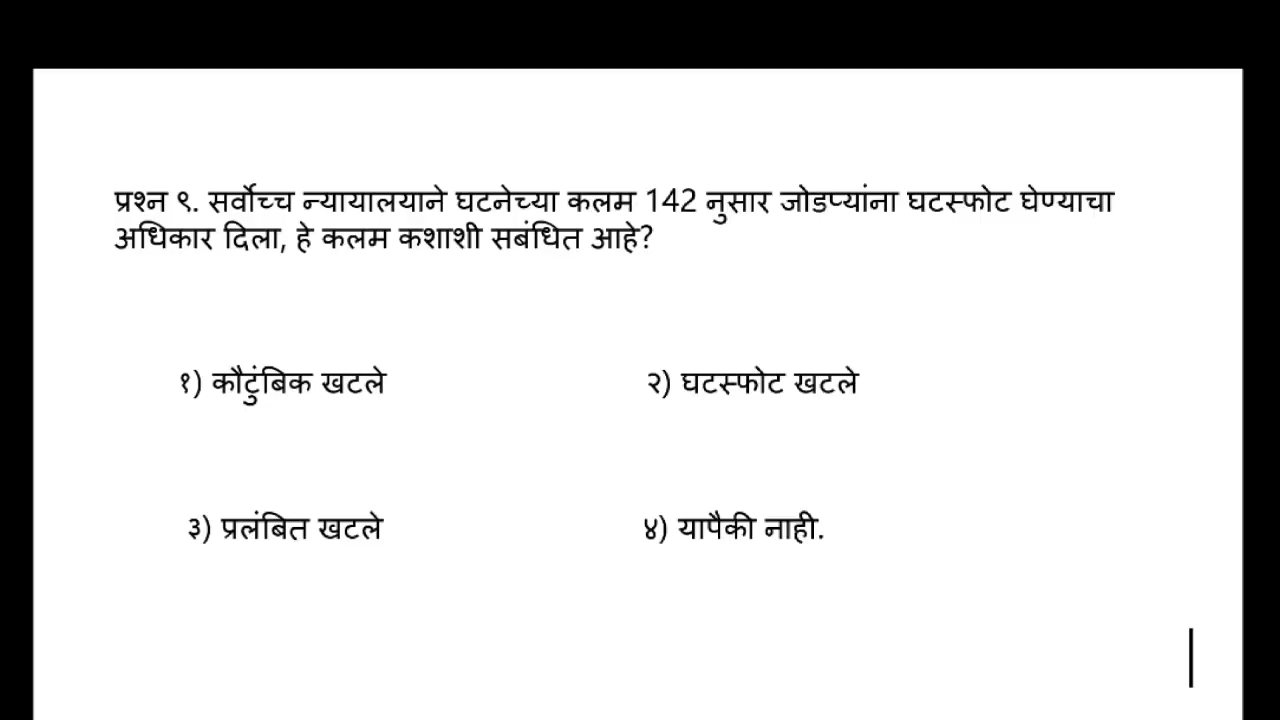 प्रश्न ९. सर्वोच्च न्यायालयाने घटनेच्या कलम 142 नुसार जोडप्यांना घटस्फोट घेण्याचा
अधिकार दिला, हे कलम कशाशी सबंधित आहे?
१) कौटुंबिक खटले २) घटस्फोट खटले
३) प्रलंबित खटले ४) यापैकी नाही.